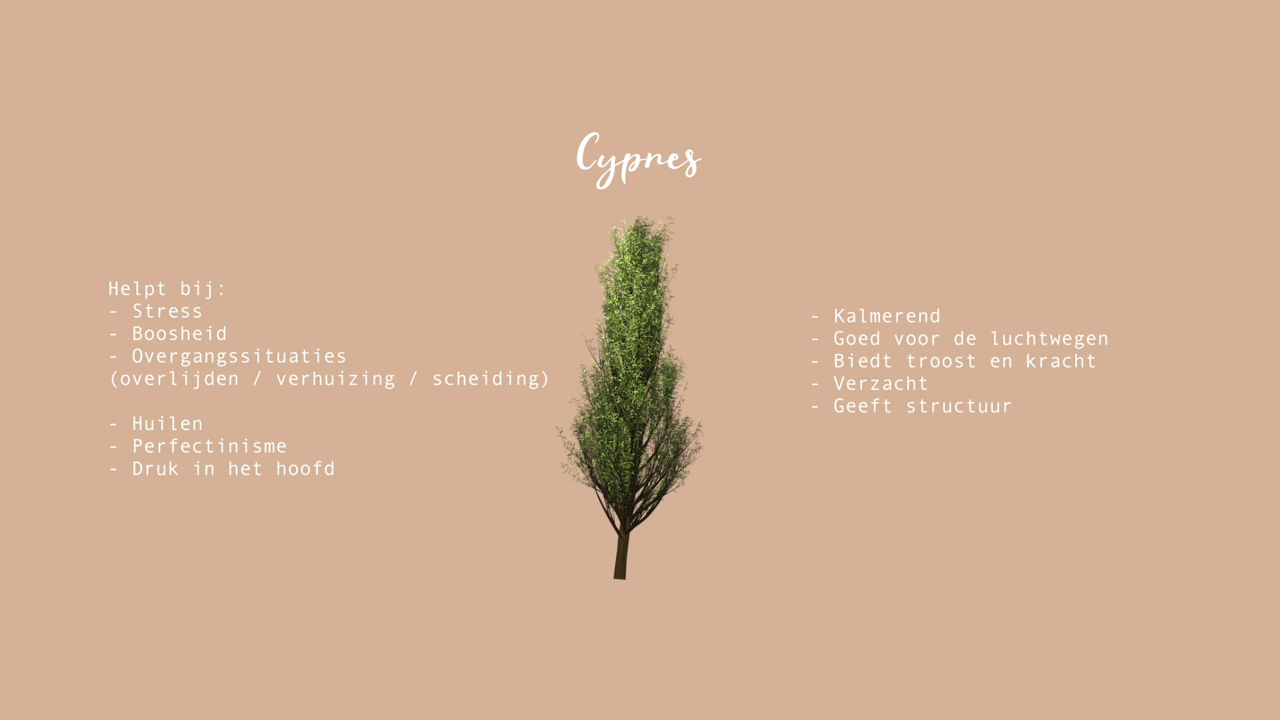 Cypres
Helpt bij:
- Stress
- Boosheid
- Overgangssituaties
(overlijden / verhuizing / scheiding)
- Huilen
- Perfectinisme
- Druk in het hoofd
- Kalmerend
- Goed voor de luchtwegen
- Biedt troost en kracht
- Verzacht
- Geeft structuur